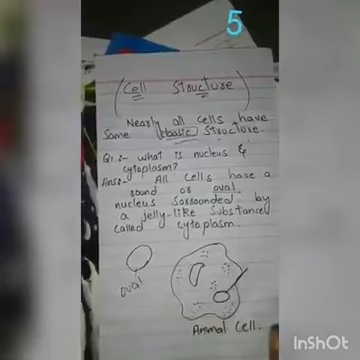 5
(Cell Structure)
Nearly all cells have
Same basic structure.
Q1:- What is nucleus &
cytoplasm?
Ans:- All cells have a
round or oval
nucleus sorrounded by
a jelly-like substance
called cytoplasm.
oval
Animal Cell.
InShOt